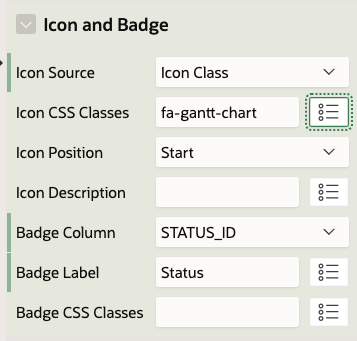 Icon and Badge
Icon Source Icon Class
Icon CSS Classes fa-gantt-chart
Icon Position Start
Icon Description
Badge Column STATUS_ID
Badge Label Status
Badge CSS Classes